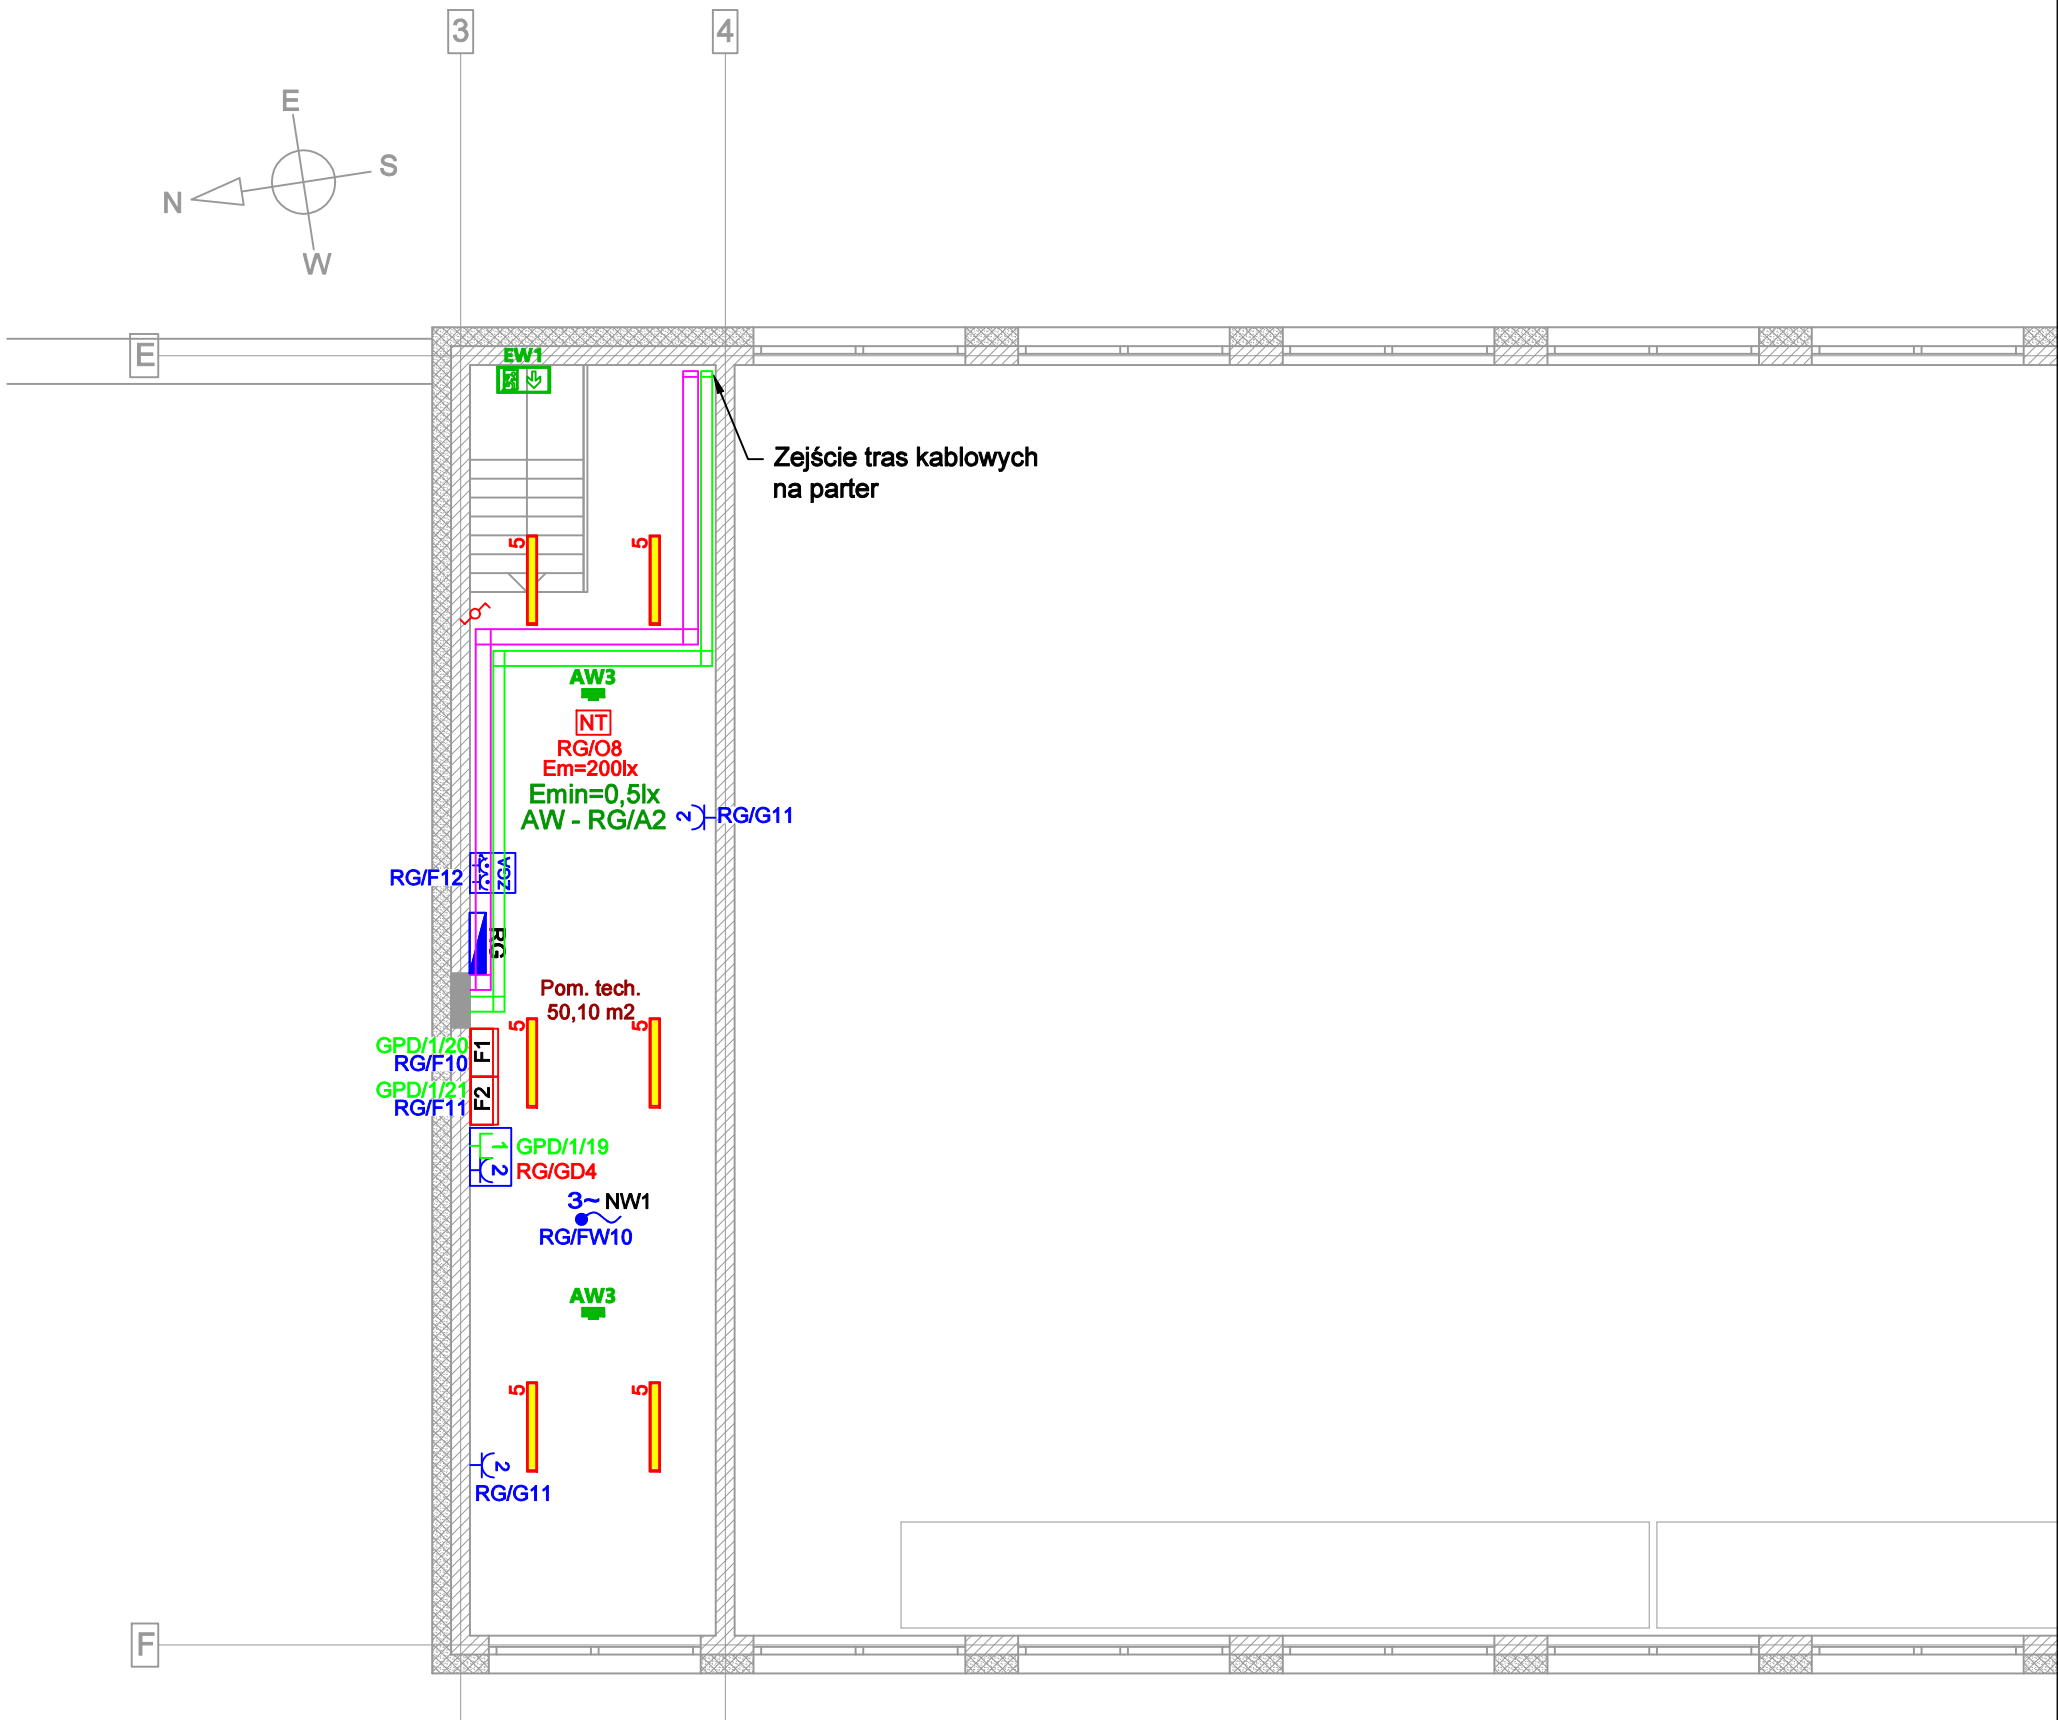 3
4
E
S
N
W
E
EW1
Zejście tras kablowych
na parter
5
5
AW3
NT
RG/O8
Em=200lx
Emin=0,5lx
AW - RG/A2
2
RG/G11
RG/F12
ZGA
RG
Pom. tech.
50,10 m2
5
5
GPD/1/20
RG/F10
F1
GPD/1/21
RG/F11
F2
1
GPD/1/19
2
RG/GD4
3~ NW1
RG/FW10
AW3
5
5
2
RG/G11
F